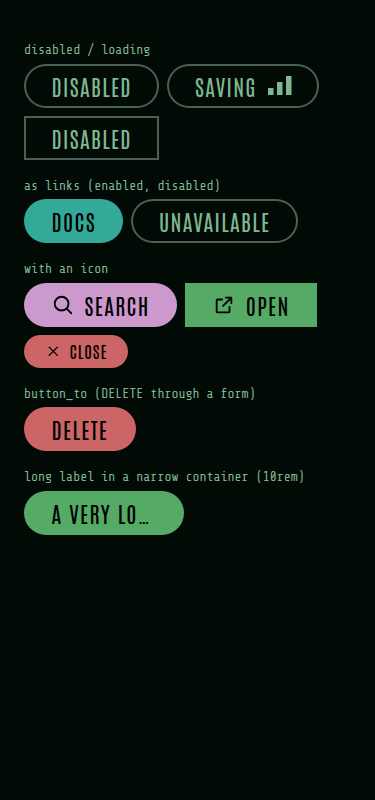 disabled / loading
DISABLED SAVING
DISABLED
as links (enabled, disabled)
DOCS UNAVAILABLE
with an icon
SEARCH OPEN
CLOSE
button_to (DELETE through a form)
DELETE
long label in a narrow container (10rem)
A VERY LO…